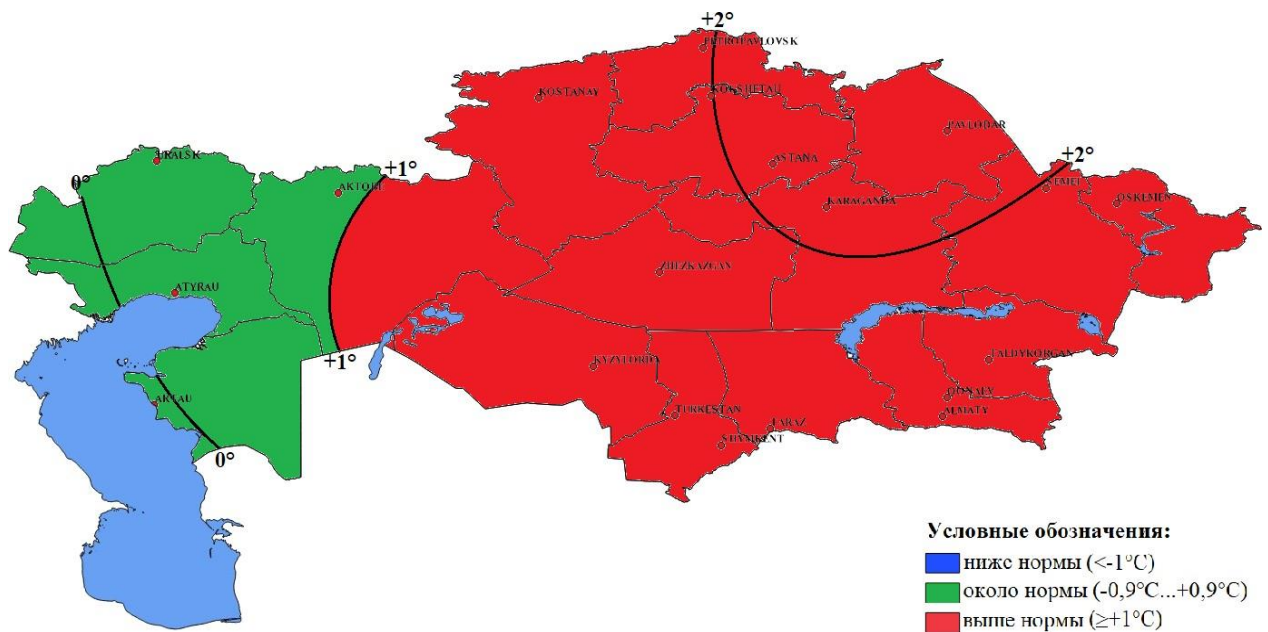 +2°
PETROPAVLOVSK
KOSTANAY
KOKSHETAU
PAVLODAR
URALSK
ASTANA
+2°
0°
AKTOBE
+1°
SEMEI
OSKEMEN
KARAGANDA
ZHEZKAZGAN
ATYRAU
+1°
KYZYLORDA
TALDYKORGAN
AKTAU
QONAEV
TURKESTAN
ALMATY
TARAZ
SHYMKENT
0°
Условные обозначения:
ниже нормы (<-1°C)
около нормы (-0,9°C...+0,9°C)
выше нормы (≥+1°C)